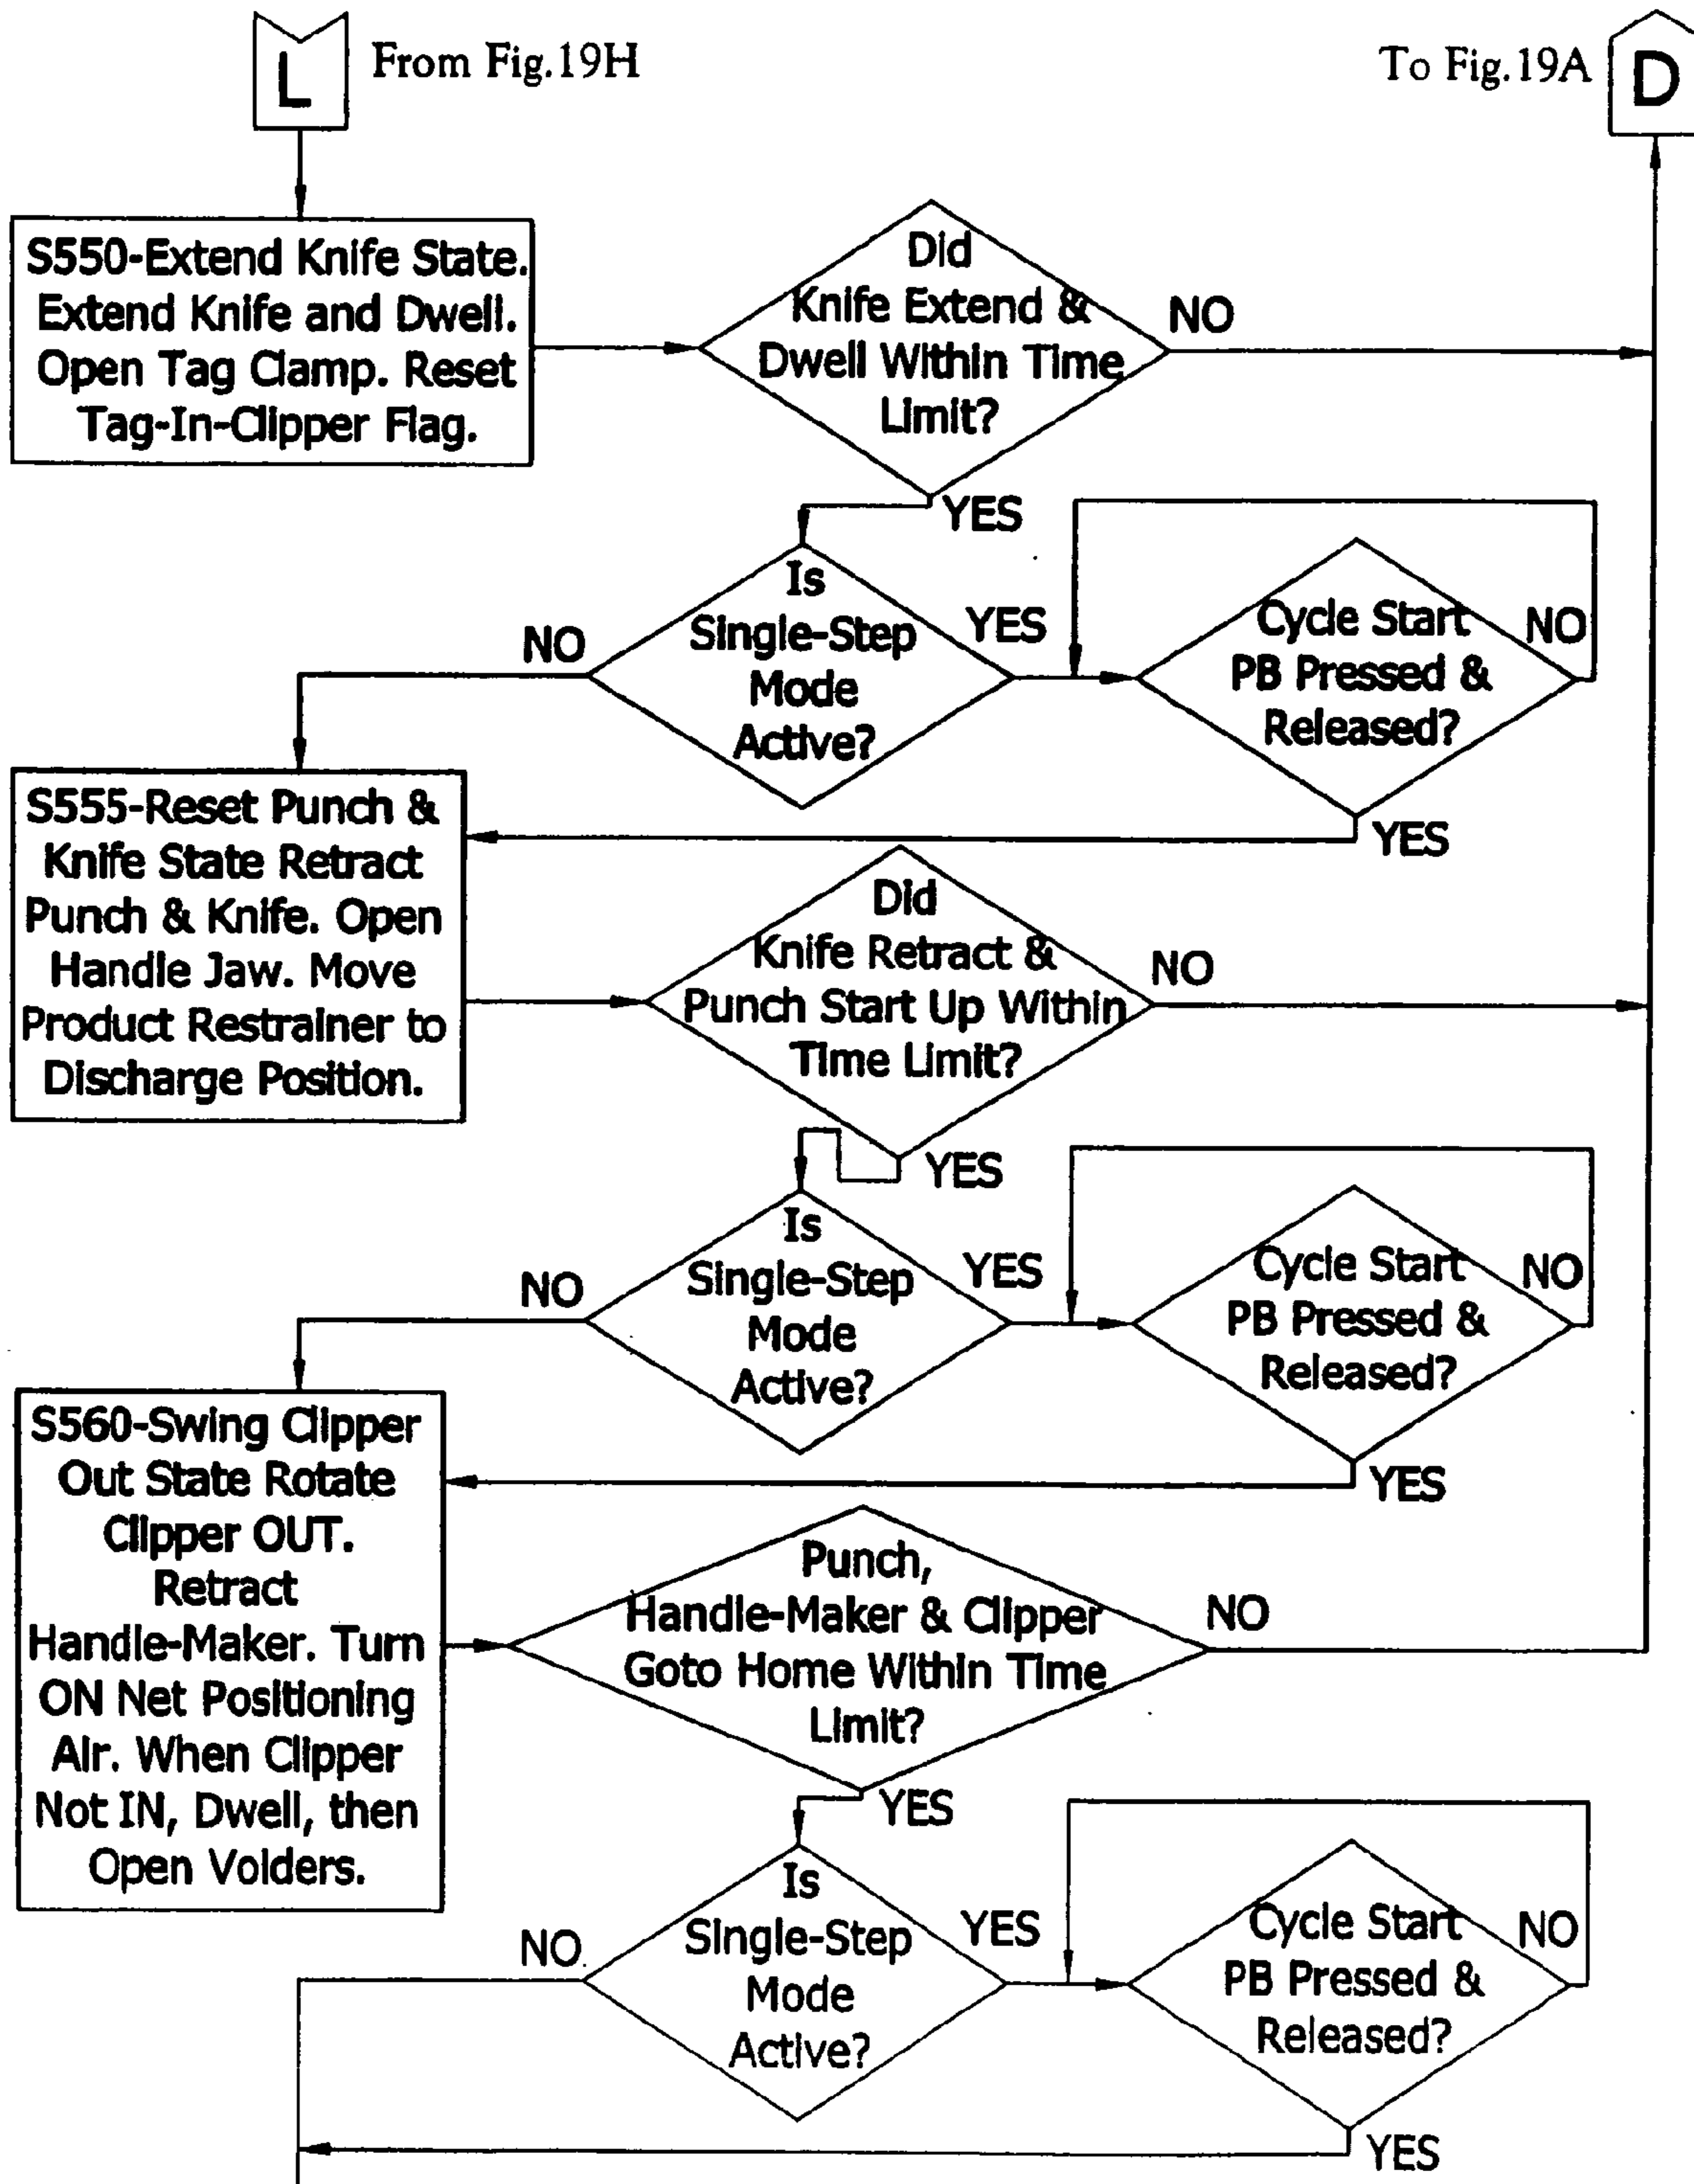 L From Fig.19H
To Fig.19A D
S550-Extend Knife State.
Extend Knife and Dwell.
Open Tag Clamp. Reset
Tag-In-Clipper Flag.
Did
Knife Extend &
Dwell Within Time
Limit?
NO
YES
Is
Single-Step
Mode
Active?
NO
YES
Cycle Start
PB Pressed &
Released?
NO
YES
S555-Reset Punch &
Knife State Retract
Punch & Knife. Open
Handle Jaw. Move
Product Restrainer to
Discharge Position.
Did
Knife Retract &
Punch Start Up Within
Time Limit?
NO
YES
Is
Single-Step
Mode
Active?
NO
YES
Cycle Start
PB Pressed &
Released?
NO
YES
S560-Swing Clipper
Out State Rotate
Clipper OUT.
Retract
Handle-Maker. Turn
ON Net Positioning
Air. When Clipper
Not IN, Dwell, then
Open Voiders.
Punch,
Handle-Maker & Clipper
Goto Home Within Time
Limit?
NO
YES
Is
Single-Step
Mode
Active?
NO
YES
Cycle Start
PB Pressed &
Released?
NO
YES